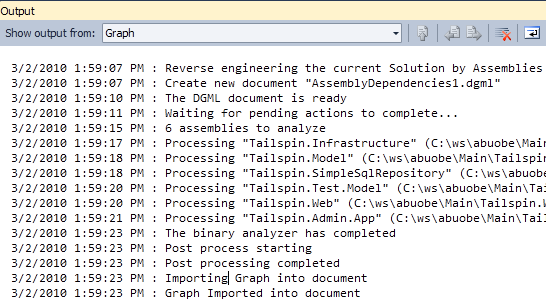 Output
Show output from: Graph
3/2/2010 1:59:07 PM : Reverse engineering the current Solution by Assemblies
3/2/2010 1:59:07 PM : Create new document "AssemblyDependencies1.dgml"
3/2/2010 1:59:10 PM : The DGML document is ready
3/2/2010 1:59:11 PM : Waiting for pending actions to complete...
3/2/2010 1:59:15 PM : 6 assemblies to analyze
3/2/2010 1:59:17 PM : Processing "Tailspin.Infrastructure" (C:\ws\abuobe\Mai
3/2/2010 1:59:18 PM : Processing "Tailspin.Model" (C:\ws\abuobe\Main\Tailspin
3/2/2010 1:59:18 PM : Processing "Tailspin.SimpleSqlRepository" (C:\ws\abuobe
3/2/2010 1:59:20 PM : Processing "Tailspin.Test.Model" (C:\ws\abuobe\Main\Tai
3/2/2010 1:59:20 PM : Processing "Tailspin.Web" (C:\ws\abuobe\Main\Tailspin.W
3/2/2010 1:59:21 PM : Processing "Tailspin.Admin.App" (C:\ws\abuobe\Main\Tail
3/2/2010 1:59:23 PM : The binary analyzer has completed
3/2/2010 1:59:23 PM : Post process starting
3/2/2010 1:59:23 PM : Post processing completed
3/2/2010 1:59:23 PM : Importing Graph into document
3/2/2010 1:59:23 PM : Graph Imported into document